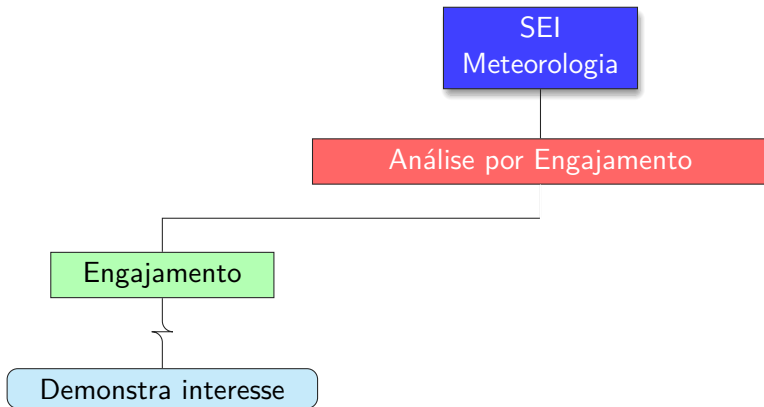 SEI
Meteorologia
Análise por Engajamento
Engajamento
Demonstra interesse